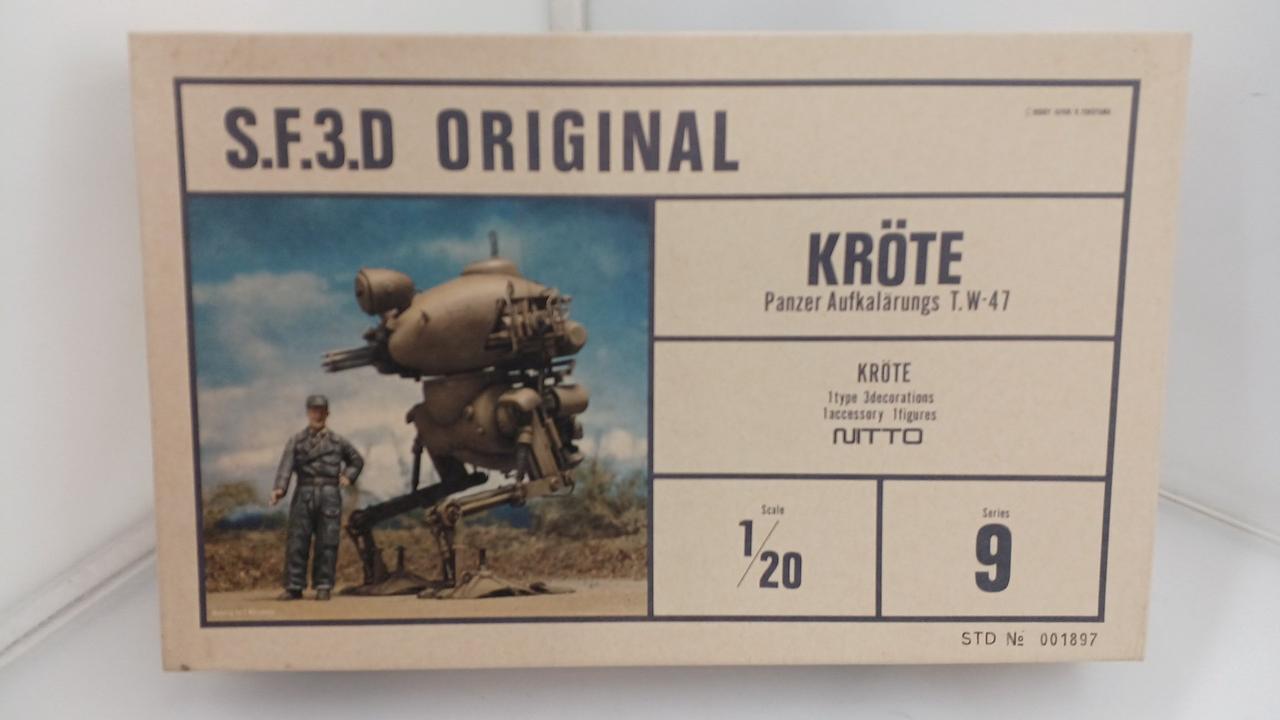 S.F.3.D ORIGINAL
KRÖTE
Panzer Aufkalärungs T.W-47
KRÖTE
1type 3decorations
1accessory 1figures
NITTO
Scale
1/20
Series
9
STD № 001897